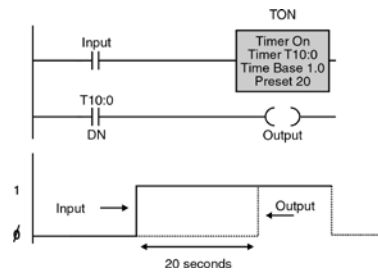 TON
Input
Timer On
Timer T10:0
Time Base 1.0
Preset 20
T10:0
DN
Output
1
Input
Output
0
20 seconds